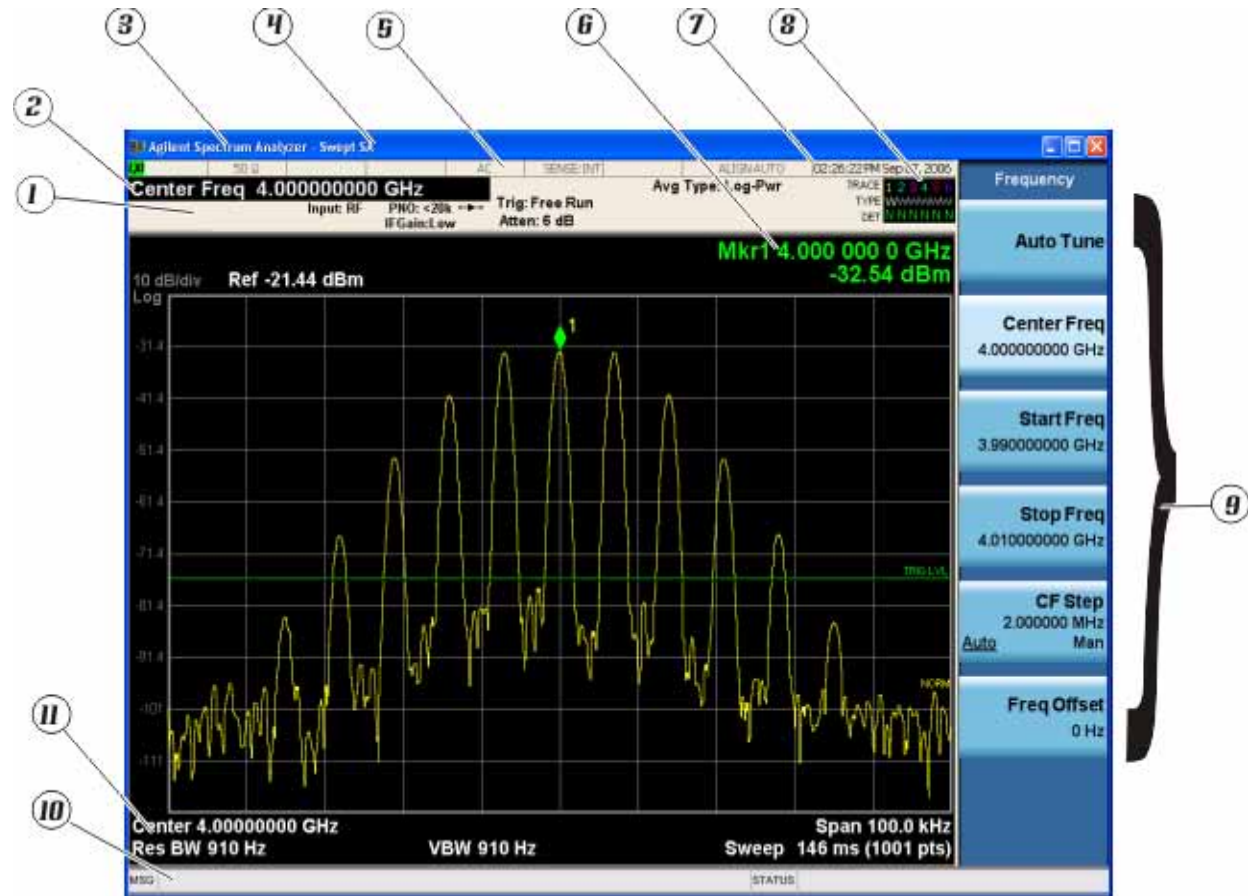 3
4
5
6
7
8
2
Agilent Spectrum Analyzer - Swept SA
50 Ω AC SENSE:INT ALIGN AUTO 02:26:22 PM Sep 07, 2006
1
Center Freq 4.000000000 GHz
Input: RF PNO: <20k
IFGain:Low
Trig: Free Run
Atten: 6 dB
Avg Type: Log-Pwr
TRACE 1 2 3 4 5 6
TYPE
DET N N N N N N
Mkr1 4.000 000 0 GHz
-32.54 dBm
10 dB/div Ref -21.44 dBm
Log
1
-31.4
-41.4
-51.4
-61.4
-71.4
TRIG LVL
-81.4
-91.4
NORM
-101
-111
Center 4.00000000 GHz Span 100.0 kHz
Res BW 910 Hz VBW 910 Hz Sweep 146 ms (1001 pts)
MSG STATUS
Frequency
Auto Tune
Center Freq
4.000000000 GHz
Start Freq
3.990000000 GHz
Stop Freq
4.010000000 GHz
CF Step
2.000000 MHz
Auto Man
Freq Offset
0 Hz
9
11
10